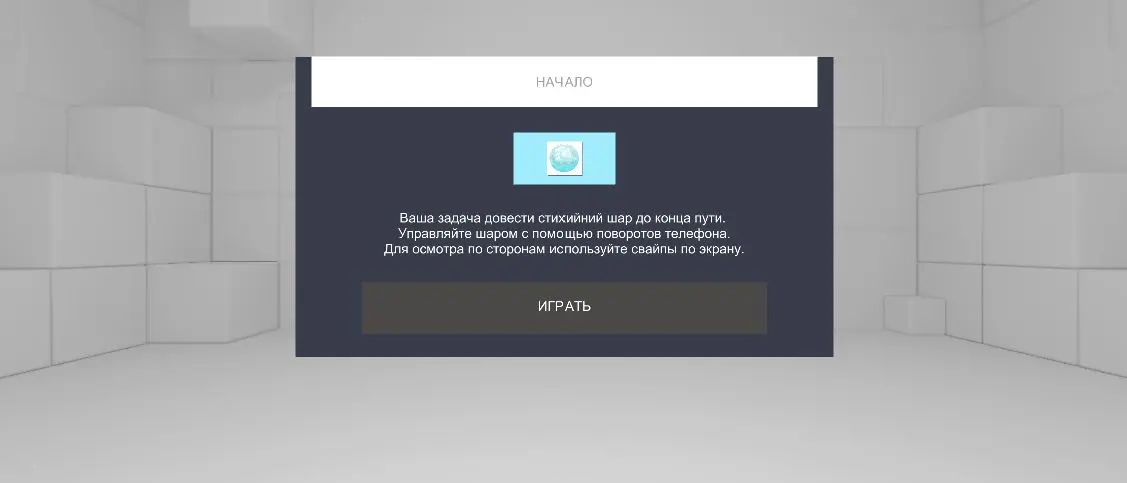 НАЧАЛО
Ваша задача довести стихийний шар до конца пути.
Управляйте шаром с помощью поворотов телефона.
Для осмотра по сторонам используйте свайпы по экрану.
ИГРАТЬ